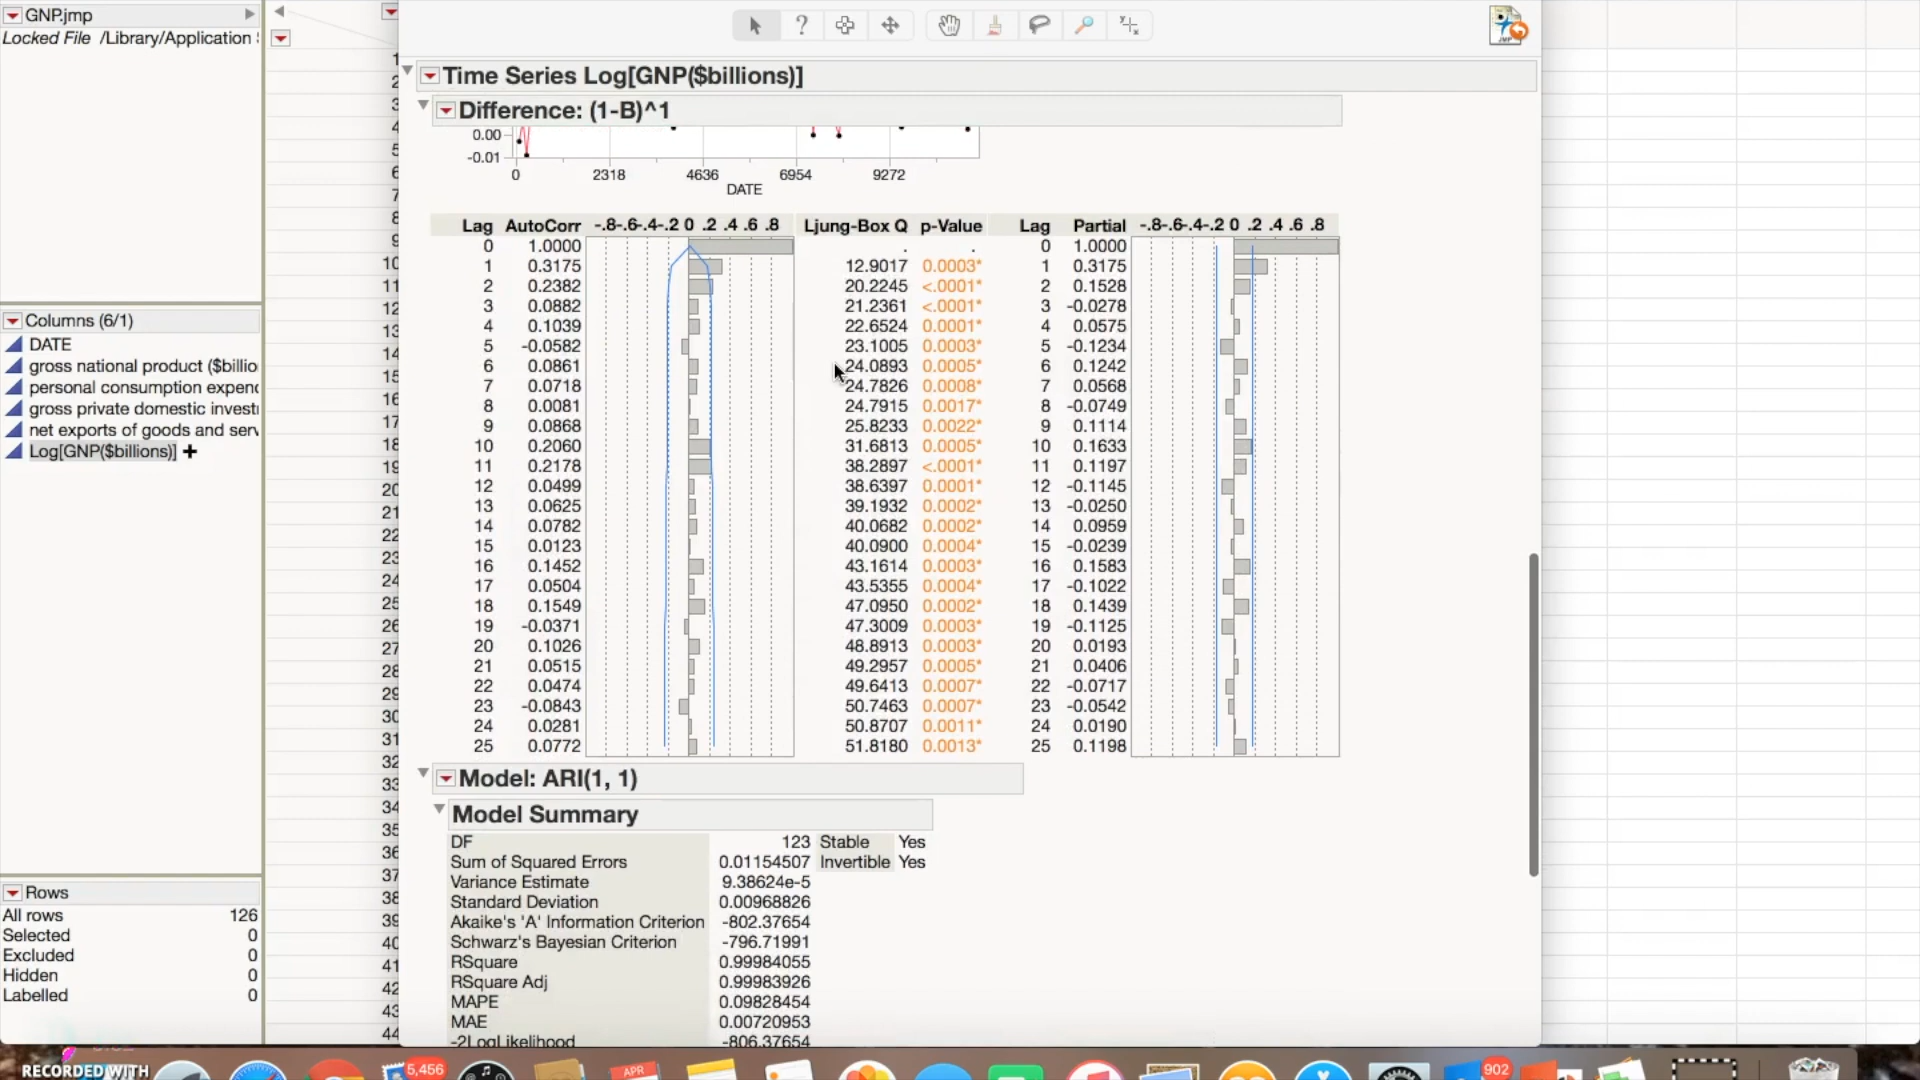 GNP.jmp
Locked File /Library/Application
Columns (6/1)
DATE
gross national product ($billio
personal consumption expend
gross private domestic investi
net exports of goods and serv
Log[GNP($billions)]
Rows
All rows 126
Selected 0
Excluded 0
Hidden 0
Labelled 0
Time Series Log[GNP($billions)]
Difference: (1-B)^1
0.00
-0.01
0 2318 4636 6954 9272
DATE
Lag AutoCorr -.8-.6-.4-.2 0 .2 .4 .6 .8 Ljung-Box Q p-Value Lag Partial -.8-.6-.4-.2 0 .2 .4 .6 .8
0 1.0000 . . 0 1.0000
1 0.3175 12.9017 0.0003* 1 0.3175
2 0.2382 20.2245 <.0001* 2 0.1528
3 0.0882 21.2361 <.0001* 3 -0.0278
4 0.1039 22.6524 0.0001* 4 0.0575
5 -0.0582 23.1005 0.0003* 5 -0.1234
6 0.0861 24.0893 0.0005* 6 0.1242
7 0.0718 24.7826 0.0008* 7 0.0568
8 0.0081 24.7915 0.0017* 8 -0.0749
9 0.0868 25.8233 0.0022* 9 0.1114
10 0.2060 31.6813 0.0005* 10 0.1633
11 0.2178 38.2897 <.0001* 11 0.1197
12 0.0499 38.6397 0.0001* 12 -0.1145
13 0.0625 39.1932 0.0002* 13 -0.0250
14 0.0782 40.0682 0.0002* 14 0.0959
15 0.0123 40.0900 0.0004* 15 -0.0239
16 0.1452 43.1614 0.0003* 16 0.1583
17 0.0504 43.5355 0.0004* 17 -0.1022
18 0.1549 47.0950 0.0002* 18 0.1439
19 -0.0371 47.3009 0.0003* 19 -0.1125
20 0.1026 48.8913 0.0003* 20 0.0193
21 0.0515 49.2957 0.0005* 21 0.0406
22 0.0474 49.6413 0.0007* 22 -0.0717
23 -0.0843 50.7463 0.0007* 23 -0.0542
24 0.0281 50.8707 0.0011* 24 0.0190
25 0.0772 51.8180 0.0013* 25 0.1198
Model: ARI(1, 1)
Model Summary
DF 123 Stable Yes
Sum of Squared Errors 0.01154507 Invertible Yes
Variance Estimate 9.38624e-5
Standard Deviation 0.00968826
Akaike's 'A' Information Criterion -802.37654
Schwarz's Bayesian Criterion -796.71991
RSquare 0.99984055
RSquare Adj 0.99983926
MAPE 0.09828454
MAE 0.00720953
-2LogLikelihood -806.37654
RECORDED WITH
5,456
APR
902